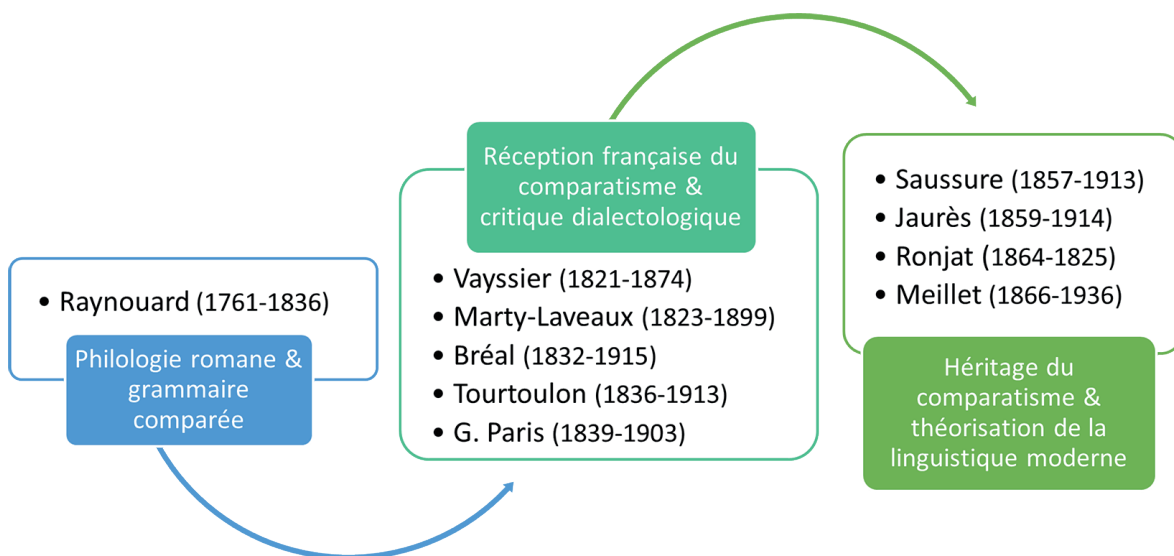 • Raynouard (1761-1836)
Philologie romane &
grammaire
comparée
Réception française du
comparatisme &
critique dialectologique
• Vayssier (1821-1874)
• Marty-Laveaux (1823-1899)
• Bréal (1832-1915)
• Tourtoulon (1836-1913)
• G. Paris (1839-1903)
• Saussure (1857-1913)
• Jaurès (1859-1914)
• Ronjat (1864-1825)
• Meillet (1866-1936)
Héritage du
comparatisme &
théorisation de la
linguistique moderne